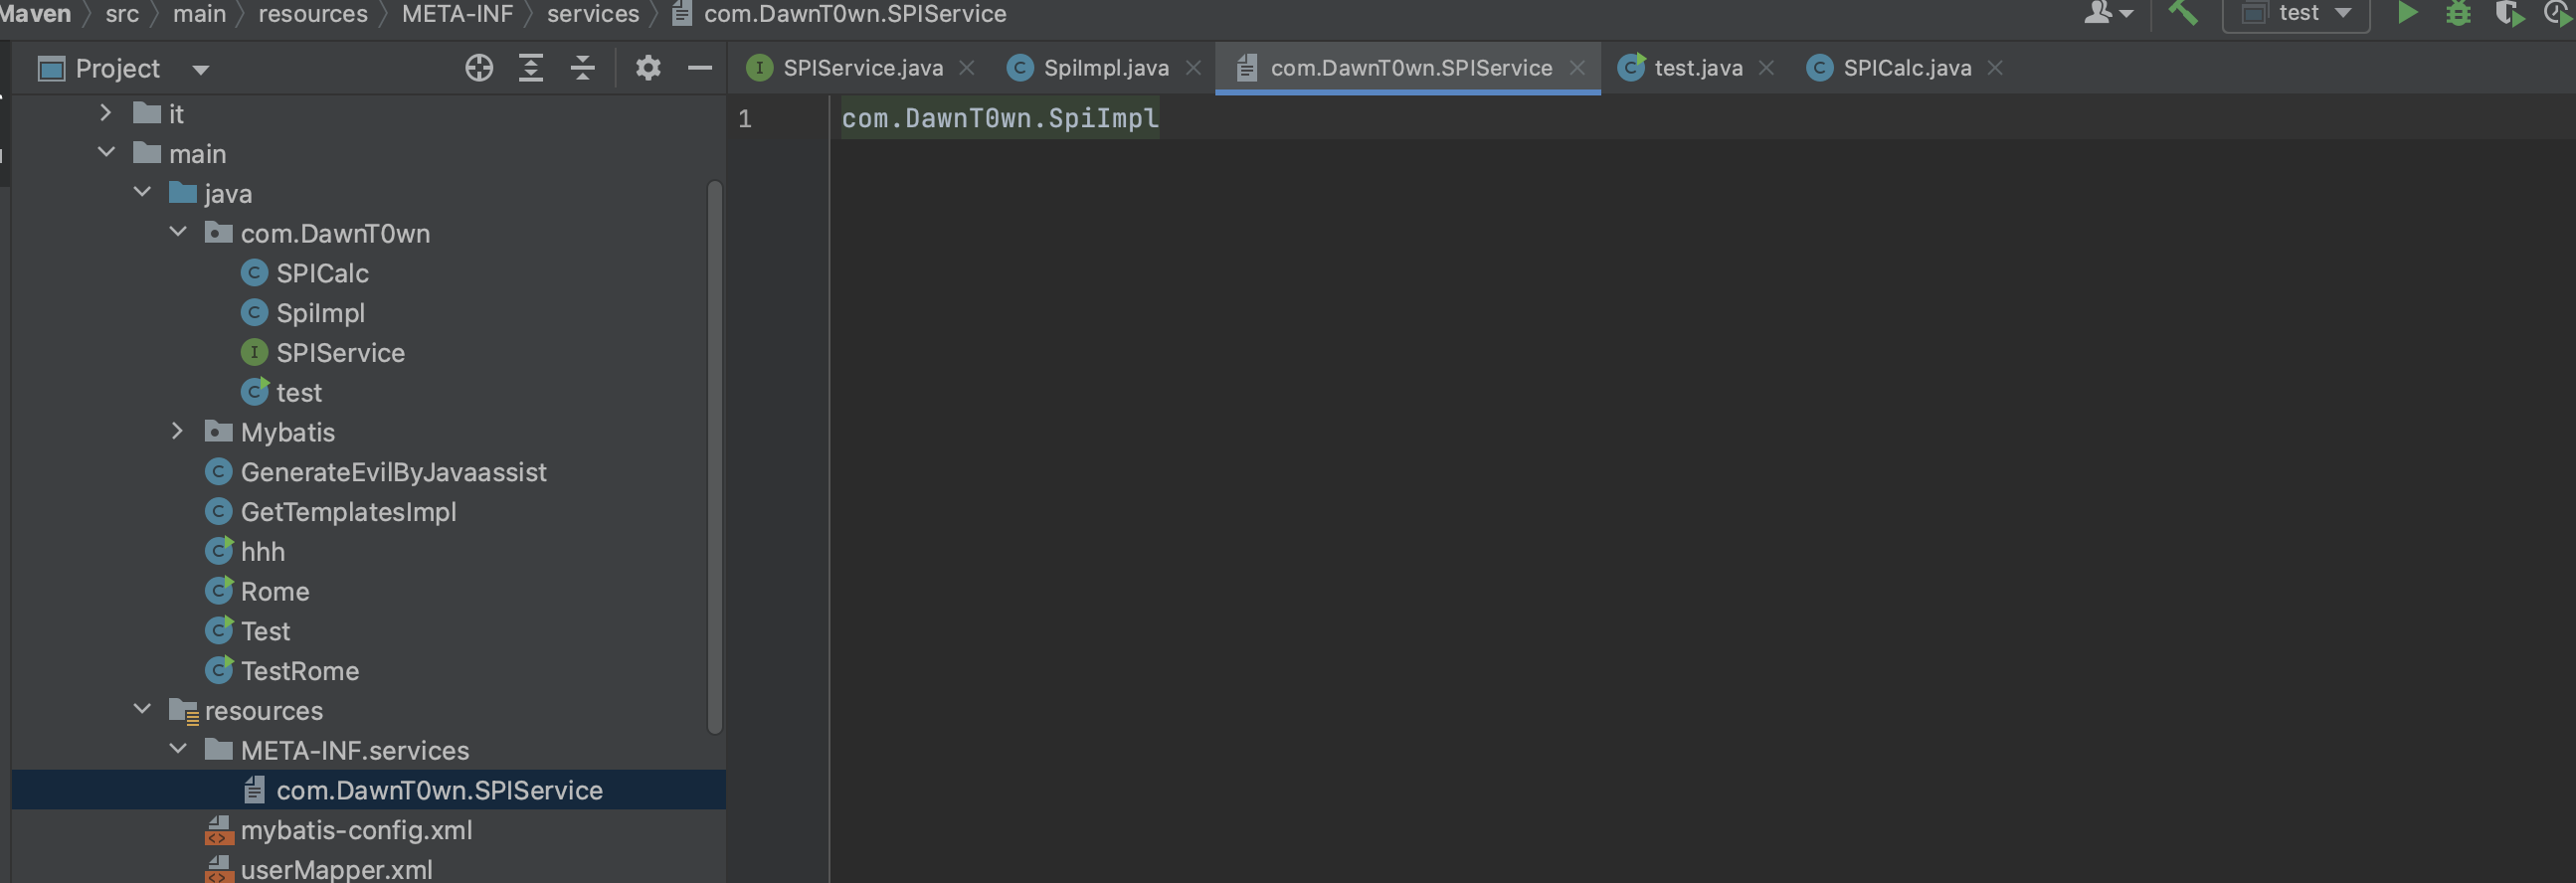 Maven src main resources META-INF services com.DawnT0wn.SPIService test
Project
SPIService.java SpiImpl.java com.DawnT0wn.SPIService test.java SPICalc.java
1 com.DawnT0wn.SpiImpl
it
main
java
com.DawnT0wn
SPICalc
SpiImpl
SPIService
test
Mybatis
GenerateEvilByJavaassist
GetTemplatesImpl
hhh
Rome
Test
TestRome
resources
META-INF.services
com.DawnT0wn.SPIService
mybatis-config.xml
userMapper.xml